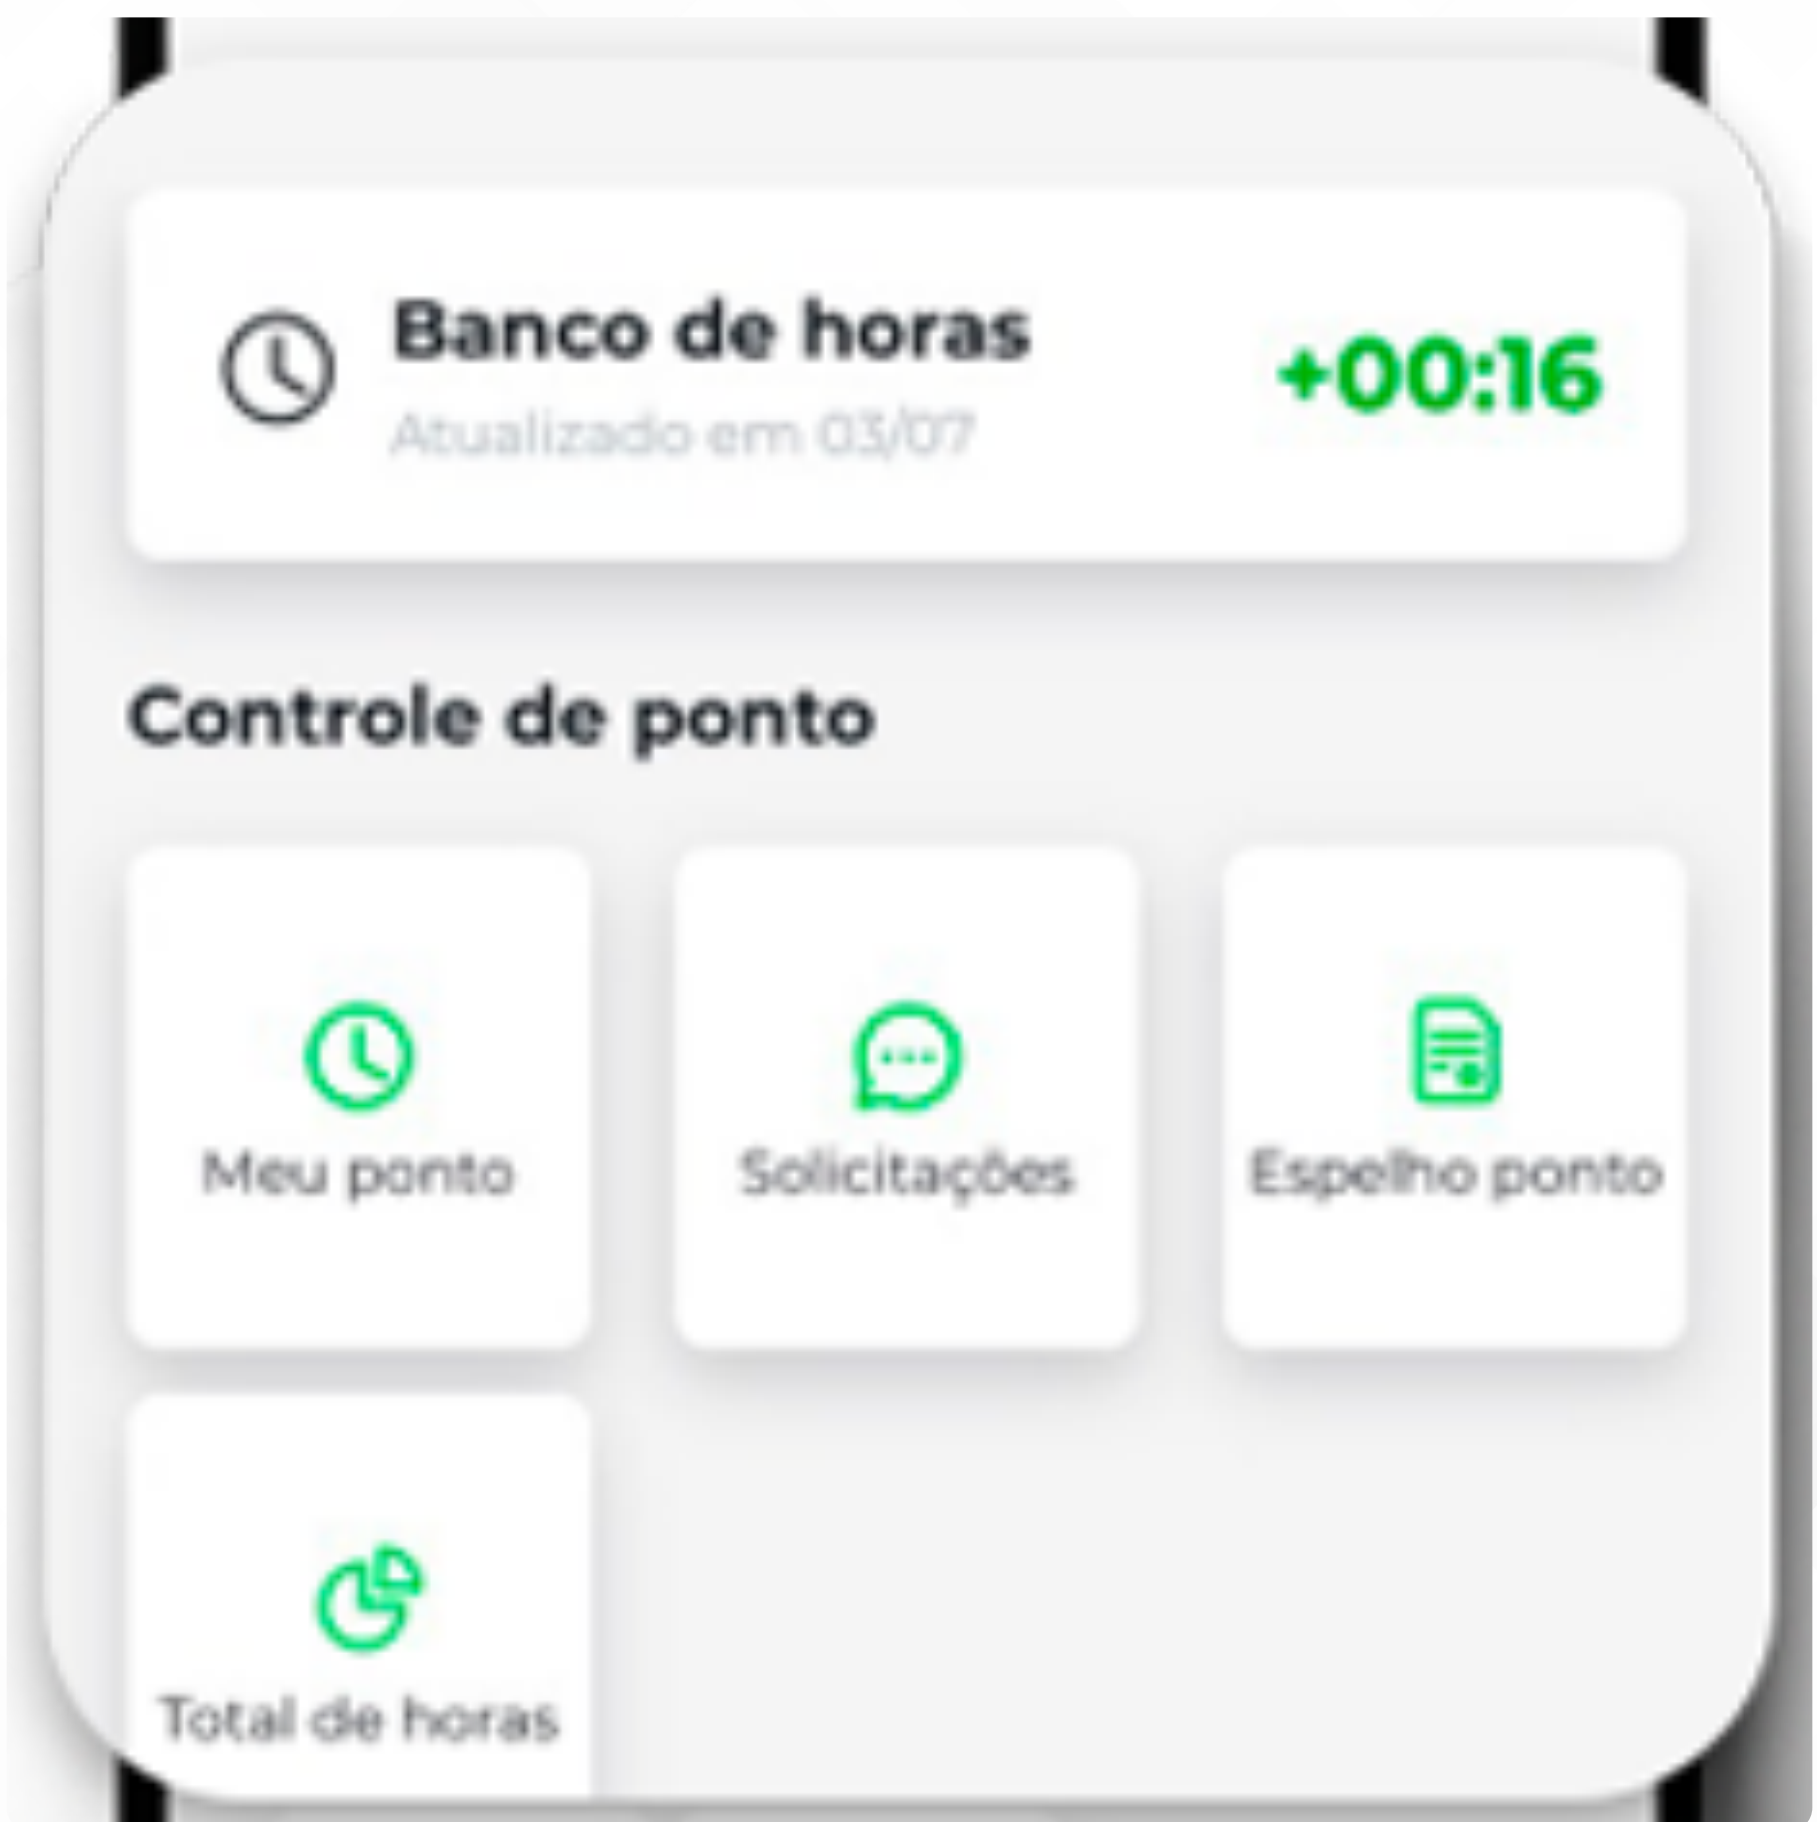 Banco de horas
+00:16
Atualizado em 03/07
Controle de ponto
Meu ponto
Solicitações
Espelho ponto
Total de horas